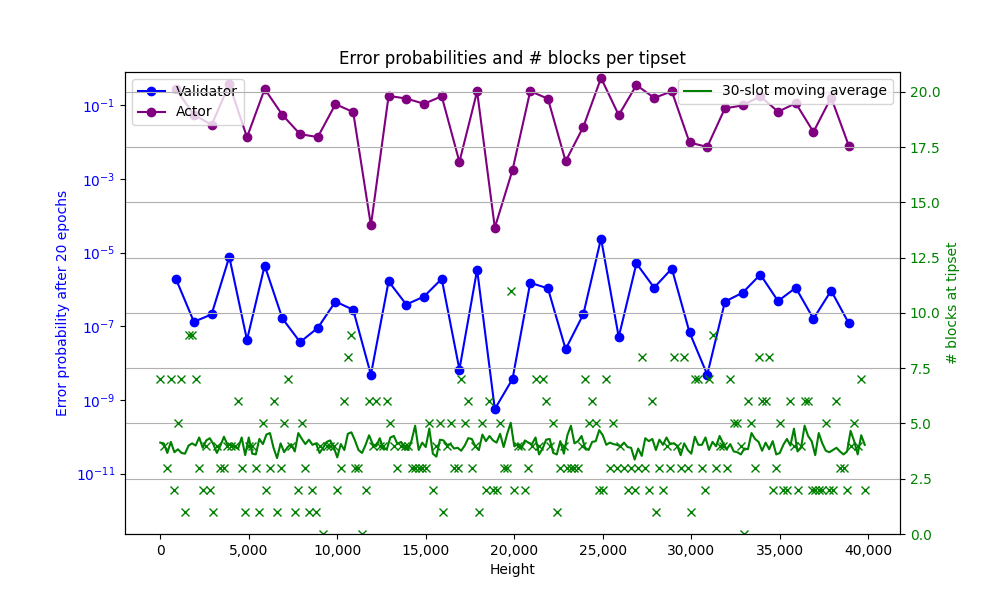 Error probabilities and # blocks per tipset
Validator
Actor
30-slot moving average
10⁻¹
10⁻³
10⁻⁵
10⁻⁷
10⁻⁹
10⁻¹¹
Error probability after 20 epochs
20.0
17.5
15.0
12.5
10.0
7.5
5.0
2.5
0.0
# blocks at tipset
0 5,000 10,000 15,000 20,000 25,000 30,000 35,000 40,000
Height